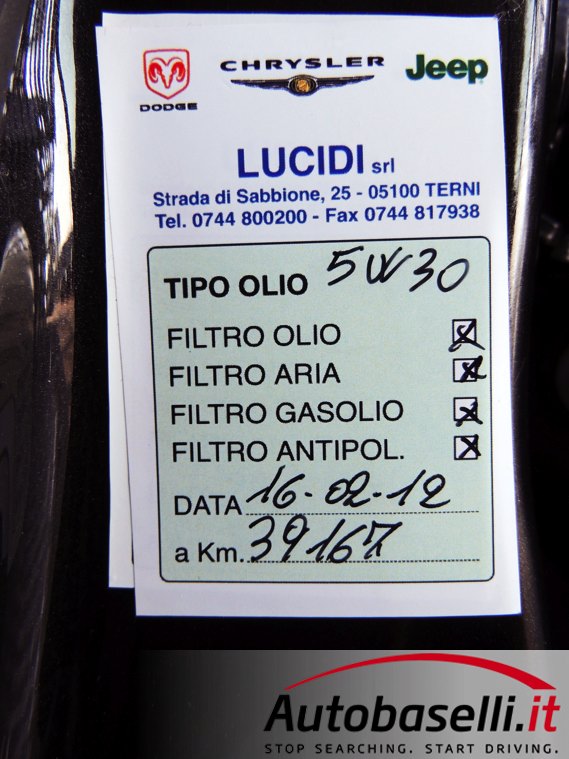 DODGE
CHRYSLER
Jeep
LUCIDI srl
Strada di Sabbione, 25 - 05100 TERNI
Tel. 0744 800200 - Fax 0744 817938
TIPO OLIO 5W30
FILTRO OLIO
FILTRO ARIA
FILTRO GASOLIO
FILTRO ANTIPOL.
DATA 16-02-12
a Km. 39167
Autobaselli.it
STOP SEARCHING. START DRIVING.